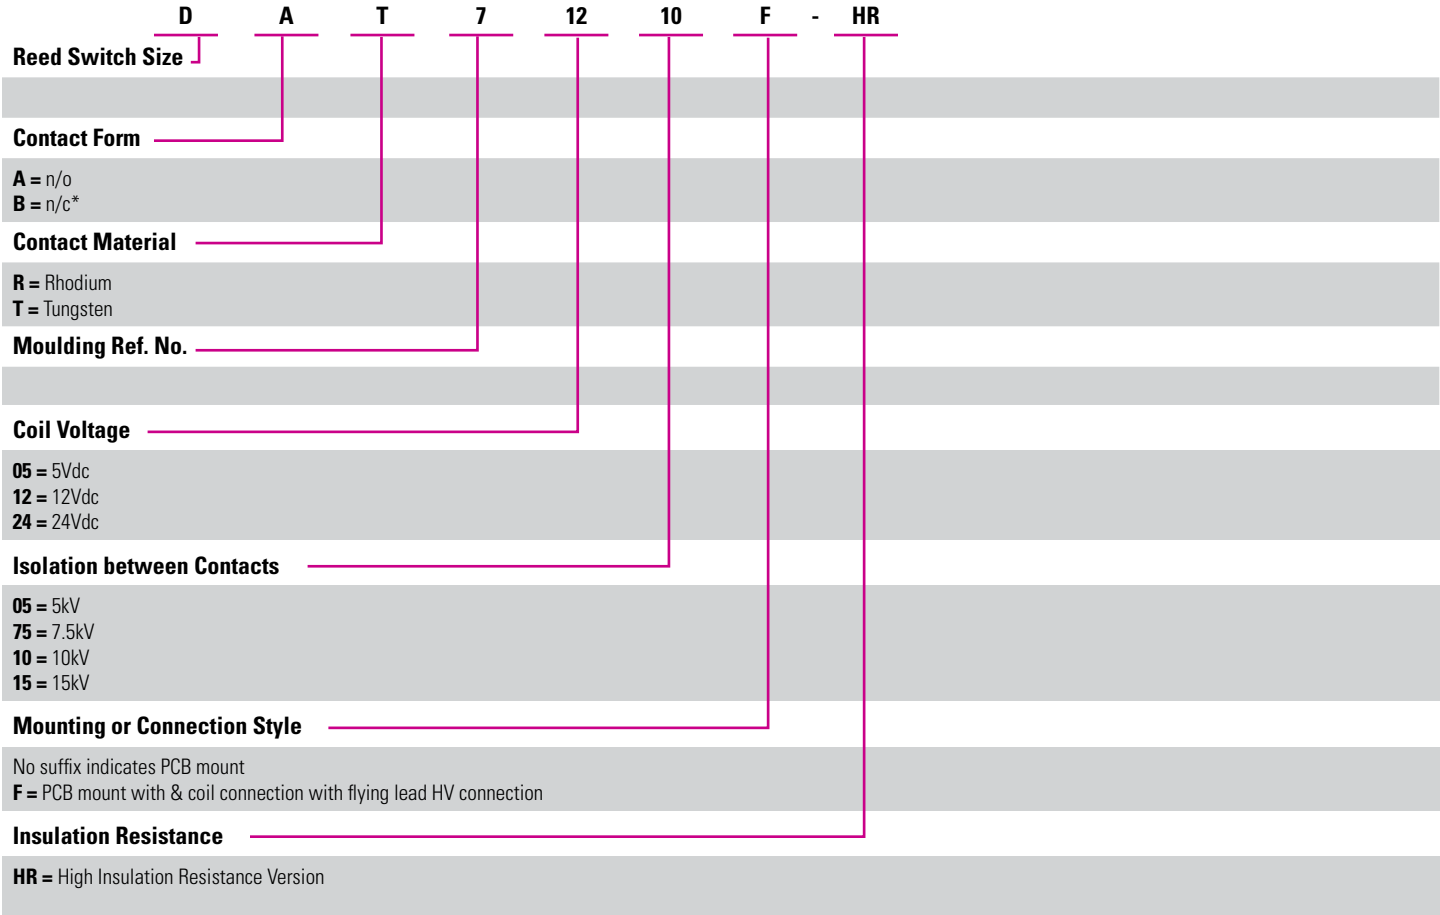 D A T 7 12 10 F - HR
Reed Switch Size
Contact Form
A = n/o
B = n/c*
Contact Material
R = Rhodium
T = Tungsten
Moulding Ref. No.
Coil Voltage
05 = 5Vdc
12 = 12Vdc
24 = 24Vdc
Isolation between Contacts
05 = 5kV
75 = 7.5kV
10 = 10kV
15 = 15kV
Mounting or Connection Style
No suffix indicates PCB mount
F = PCB mount with & coil connection with flying lead HV connection
Insulation Resistance
HR = High Insulation Resistance Version